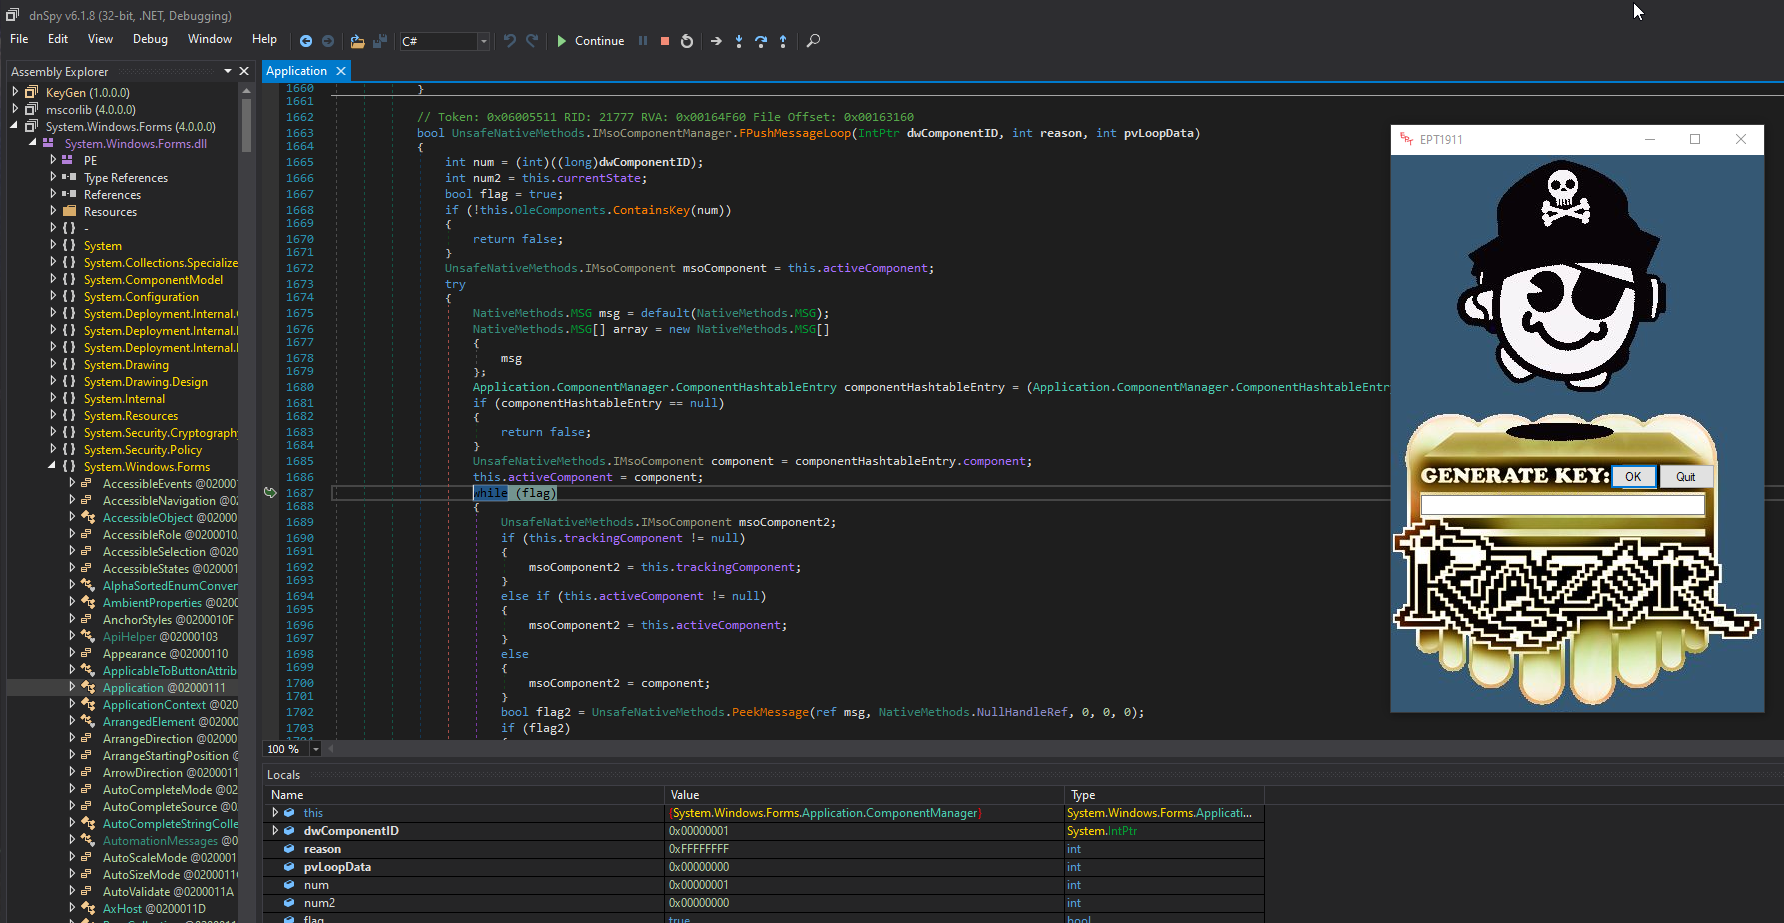 dnSpy v6.1.8 (32-bit, .NET, Debugging)
File Edit View Debug Window Help C# Continue
Assembly Explorer
KeyGen (1.0.0.0)
mscorlib (4.0.0.0)
System.Windows.Forms (4.0.0.0)
System.Windows.Forms.dll
PE
Type References
References
Resources
-
System
System.Collections.Specialize
System.ComponentModel
System.Configuration
System.Deployment.Internal.
System.Deployment.Internal.
System.Deployment.Internal.
System.Drawing
System.Drawing.Design
System.Internal
System.Resources
System.Security.Cryptography
System.Security.Policy
System.Windows.Forms
AccessibleEvents @02000
AccessibleNavigation @0
AccessibleObject @02000
AccessibleRole @0200010
AccessibleSelection @020
AccessibleStates @020001
AlphaSortedEnumConver
AmbientProperties @0200
AnchorStyles @0200010F
ApiHelper @02000103
Appearance @02000110
ApplicableToButtonAttrib
Application @02000111
ApplicationContext @020
ArrangedElement @02000
ArrangeDirection @02000
ArrangeStartingPosition @
ArrowDirection @0200011
AutoCompleteMode @02
AutoCompleteSource @0
AutoCompleteStringColle
AutomationMessages @0
AutoScaleMode @020001
AutoSizeMode @0200011
AutoValidate @0200011A
AxHost @0200011D
Application
1660 }
1661
1662 // Token: 0x06005511 RID: 21777 RVA: 0x00164F60 File Offset: 0x00163160
1663 bool UnsafeNativeMethods.IMsoComponentManager.FPushMessageLoop(IntPtr dwComponentID, int reason, int pvLoopData)
1664 {
1665 int num = (int)((long)dwComponentID);
1666 int num2 = this.currentState;
1667 bool flag = true;
1668 if (!this.OleComponents.ContainsKey(num))
1669 {
1670 return false;
1671 }
1672 UnsafeNativeMethods.IMsoComponent msoComponent = this.activeComponent;
1673 try
1674 {
1675 NativeMethods.MSG msg = default(NativeMethods.MSG);
1676 NativeMethods.MSG[] array = new NativeMethods.MSG[]
1677 {
1678 msg
1679 };
1680 Application.ComponentManager.ComponentHashtableEntry componentHashtableEntry = (Application.ComponentManager.ComponentHashtableEntr
1681 if (componentHashtableEntry == null)
1682 {
1683 return false;
1684 }
1685 UnsafeNativeMethods.IMsoComponent component = componentHashtableEntry.component;
1686 this.activeComponent = component;
1687 while (flag)
1688 {
1689 UnsafeNativeMethods.IMsoComponent msoComponent2;
1690 if (this.trackingComponent != null)
1691 {
1692 msoComponent2 = this.trackingComponent;
1693 }
1694 else if (this.activeComponent != null)
1695 {
1696 msoComponent2 = this.activeComponent;
1697 }
1698 else
1699 {
1700 msoComponent2 = component;
1701 }
1702 bool flag2 = UnsafeNativeMethods.PeekMessage(ref msg, NativeMethods.NullHandleRef, 0, 0, 0);
1703 if (flag2)
100 %
Locals
Name Value Type
this {System.Windows.Forms.Application.ComponentManager} System.Windows.Forms.Applicati...
dwComponentID 0x00000001 System.IntPtr
reason 0xFFFFFFFF int
pvLoopData 0x00000000 int
num 0x00000001 int
num2 0x00000000 int
flag true bool
EPT1911
GENERATE KEY: OK Quit